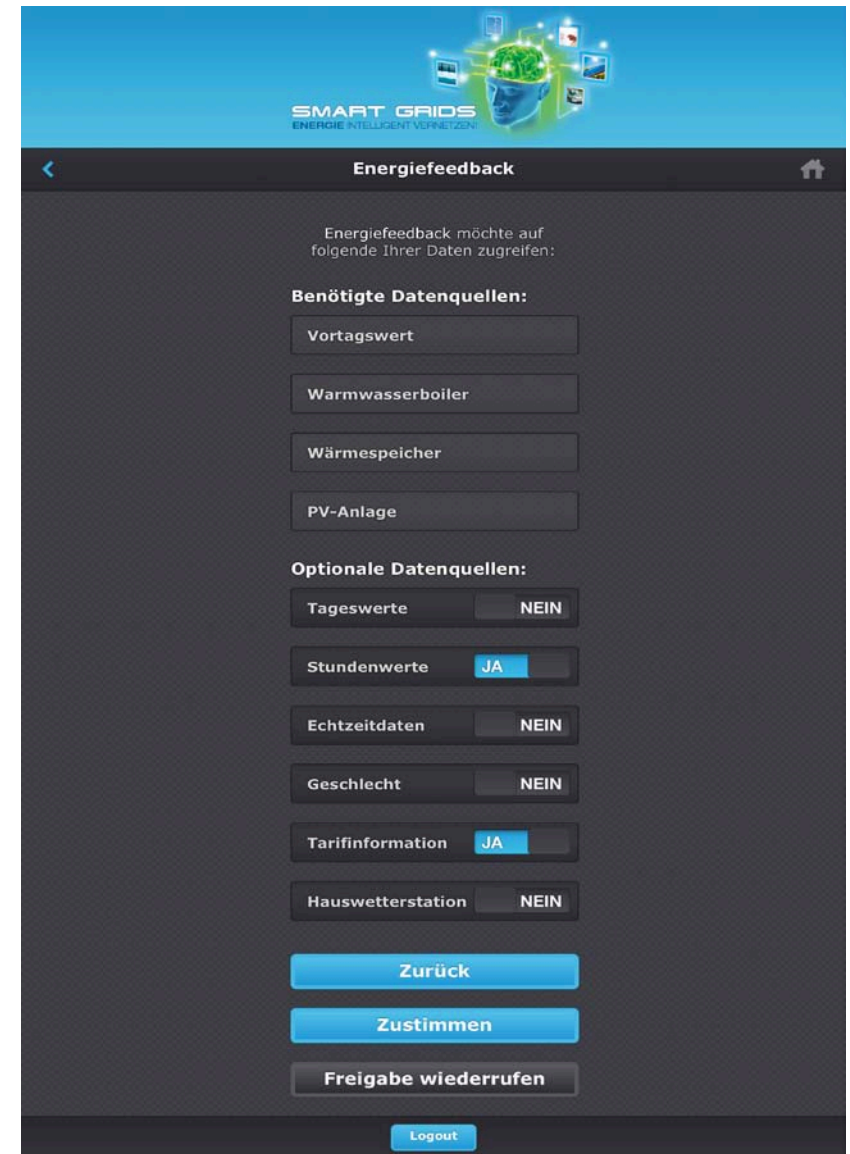 SMART GRIDS
ENERGIE INTELLIGENT VERNETZEN!
Energiefeedback
Energiefeedback möchte auf
folgende Ihrer Daten zugreifen:
Benötigte Datenquellen:
Vortagswert
Warmwasserboiler
Wärmespeicher
PV-Anlage
Optionale Datenquellen:
Tageswerte NEIN
Stundenwerte JA
Echtzeitdaten NEIN
Geschlecht NEIN
Tarifinformation JA
Hauswetterstation NEIN
Zurück
Zustimmen
Freigabe wiederrufen
Logout